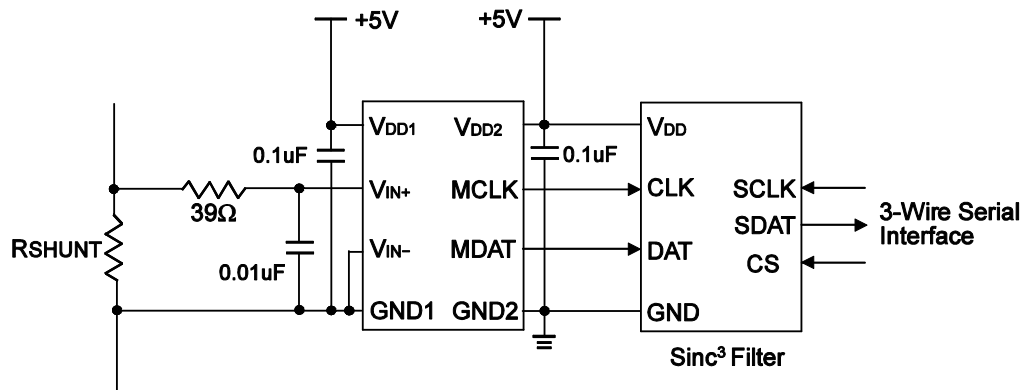 +5V
+5V
VDD1
VDD2
VDD
0.1uF
0.1uF
VIN+
MCLK
CLK
SCLK
39Ω
SDAT
3-Wire Serial
Interface
RSHUNT
VIN−
MDAT
DAT
CS
0.01uF
GND1
GND2
GND
Sinc³ Filter